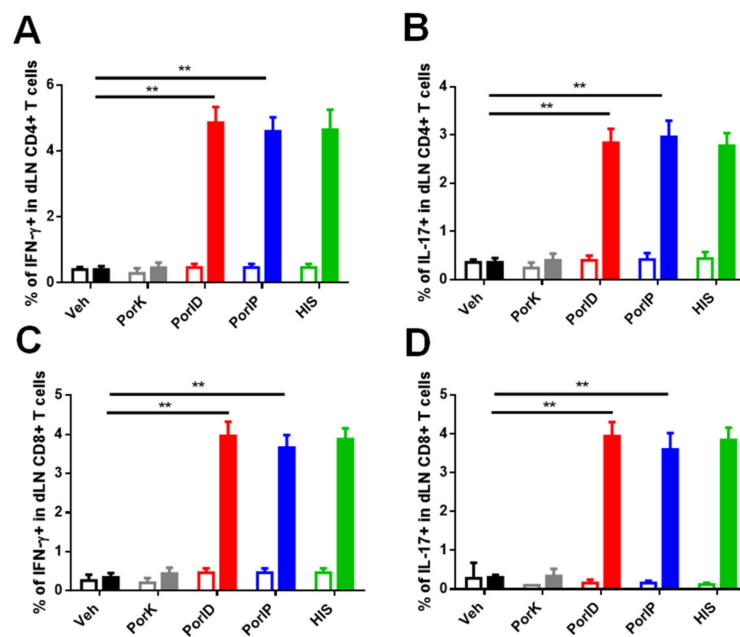 A
% of IFN-γ+ in dLN CD4+ T cells
6
4
2
0
**
**
Veh
PorK
PorID
PorIP
HIS
B
% of IL-17+ in dLN CD4+ T cells
4
3
2
1
0
**
**
Veh
PorK
PorID
PorIP
HIS
C
% of IFN-γ+ in dLN CD8+ T cells
5
4
3
2
1
0
**
**
Veh
PorK
PorID
PorIP
HIS
D
% of IL-17+ in dLN CD8+ T cells
5
4
3
2
1
0
**
**
Veh
PorK
PorID
PorIP
HIS